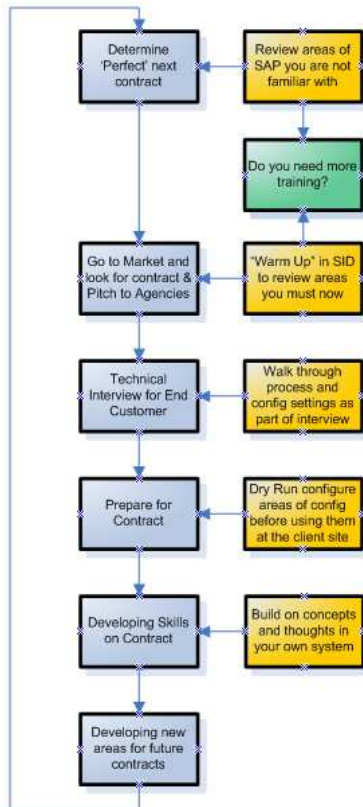 Determine
'Perfect' next
contract
Review areas of
SAP you are not
familiar with
Do you need more
training?
Go to Market and
look for contract &
Pitch to Agencies
"Warm Up" in SID
to review areas
you must now
Technical
Interview for End
Customer
Walk through
process and
config settings as
part of interview
Prepare for
Contract
Dry Run configure
areas of config
before using them
at the client site
Developing Skills
on Contract
Build on concepts
and thoughts in
your own system
Developing new
areas for future
contracts